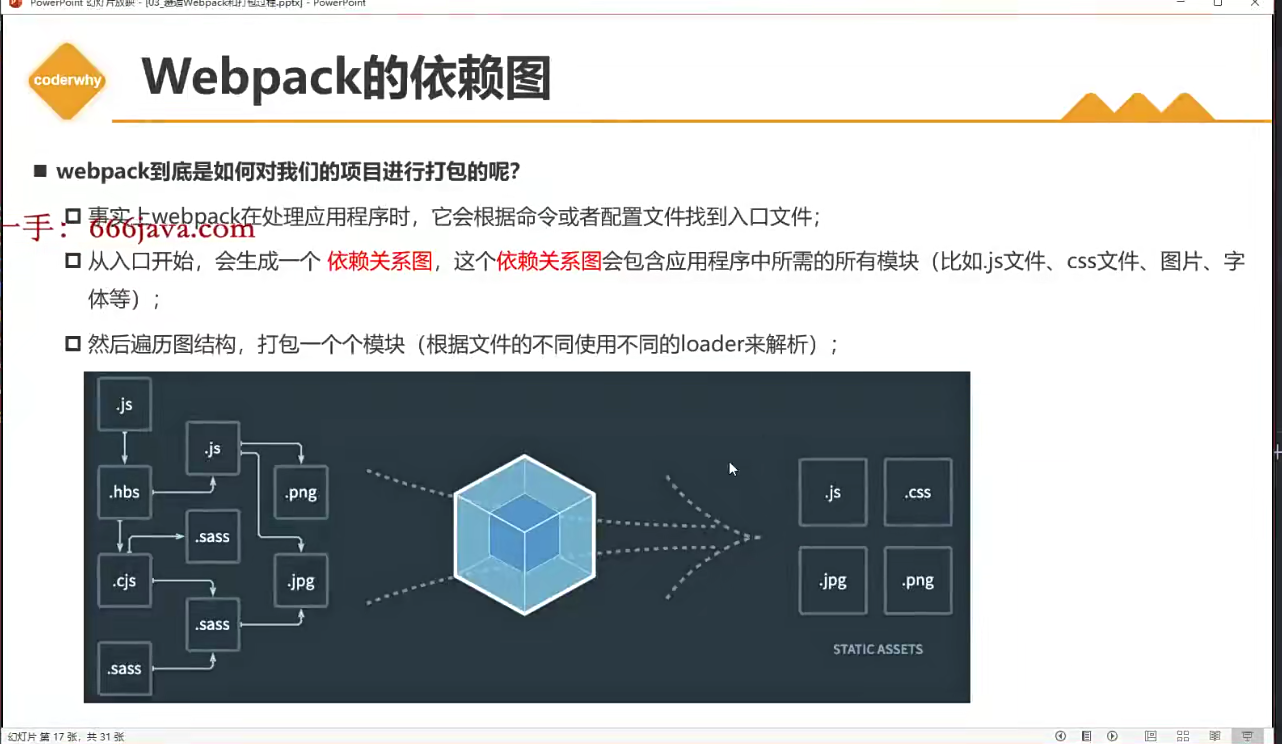 PowerPoint 幻灯片放映 - [03_邂逅Webpack和打包过程.pptx] - PowerPoint
coderwhy
Webpack的依赖图
webpack到底是如何对我们的项目进行打包的呢？
事实上webpack在处理应用程序时，它会根据命令或者配置文件找到入口文件；
一手：666java.com
从入口开始，会生成一个 依赖关系图，这个依赖关系图会包含应用程序中所需的所有模块（比如.js文件、css文件、图片、字
体等）；
然后遍历图结构，打包一个个模块（根据文件的不同使用不同的loader来解析）；
.js
.js
.hbs
.png
.sass
.cjs
.jpg
.sass
.sass
.js
.css
.jpg
.png
STATIC ASSETS
幻灯片 第 17 张，共 31 张